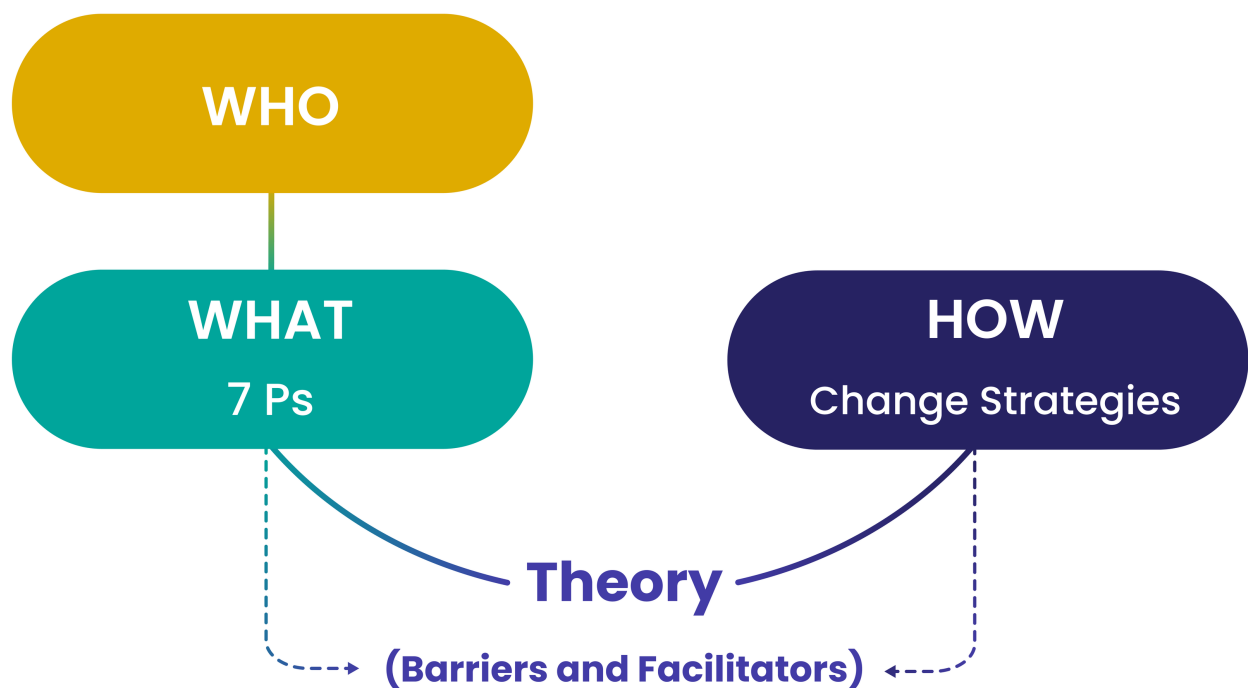 WHO
WHAT
7 Ps
HOW
Change Strategies
Theory
(Barriers and Facilitators)